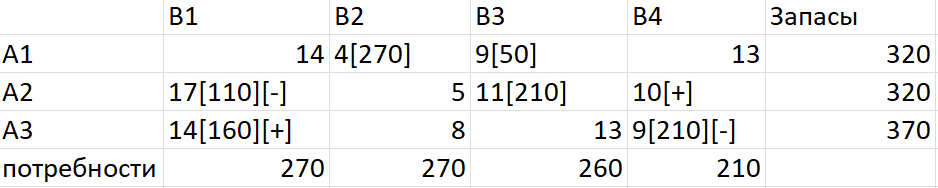 B1 B2 B3 B4 Запасы
A1 14 4[270] 9[50] 13 320
A2 17[110][-] 5 11[210] 10[+] 320
A3 14[160][+] 8 13 9[210][-] 370
потребности 270 270 260 210